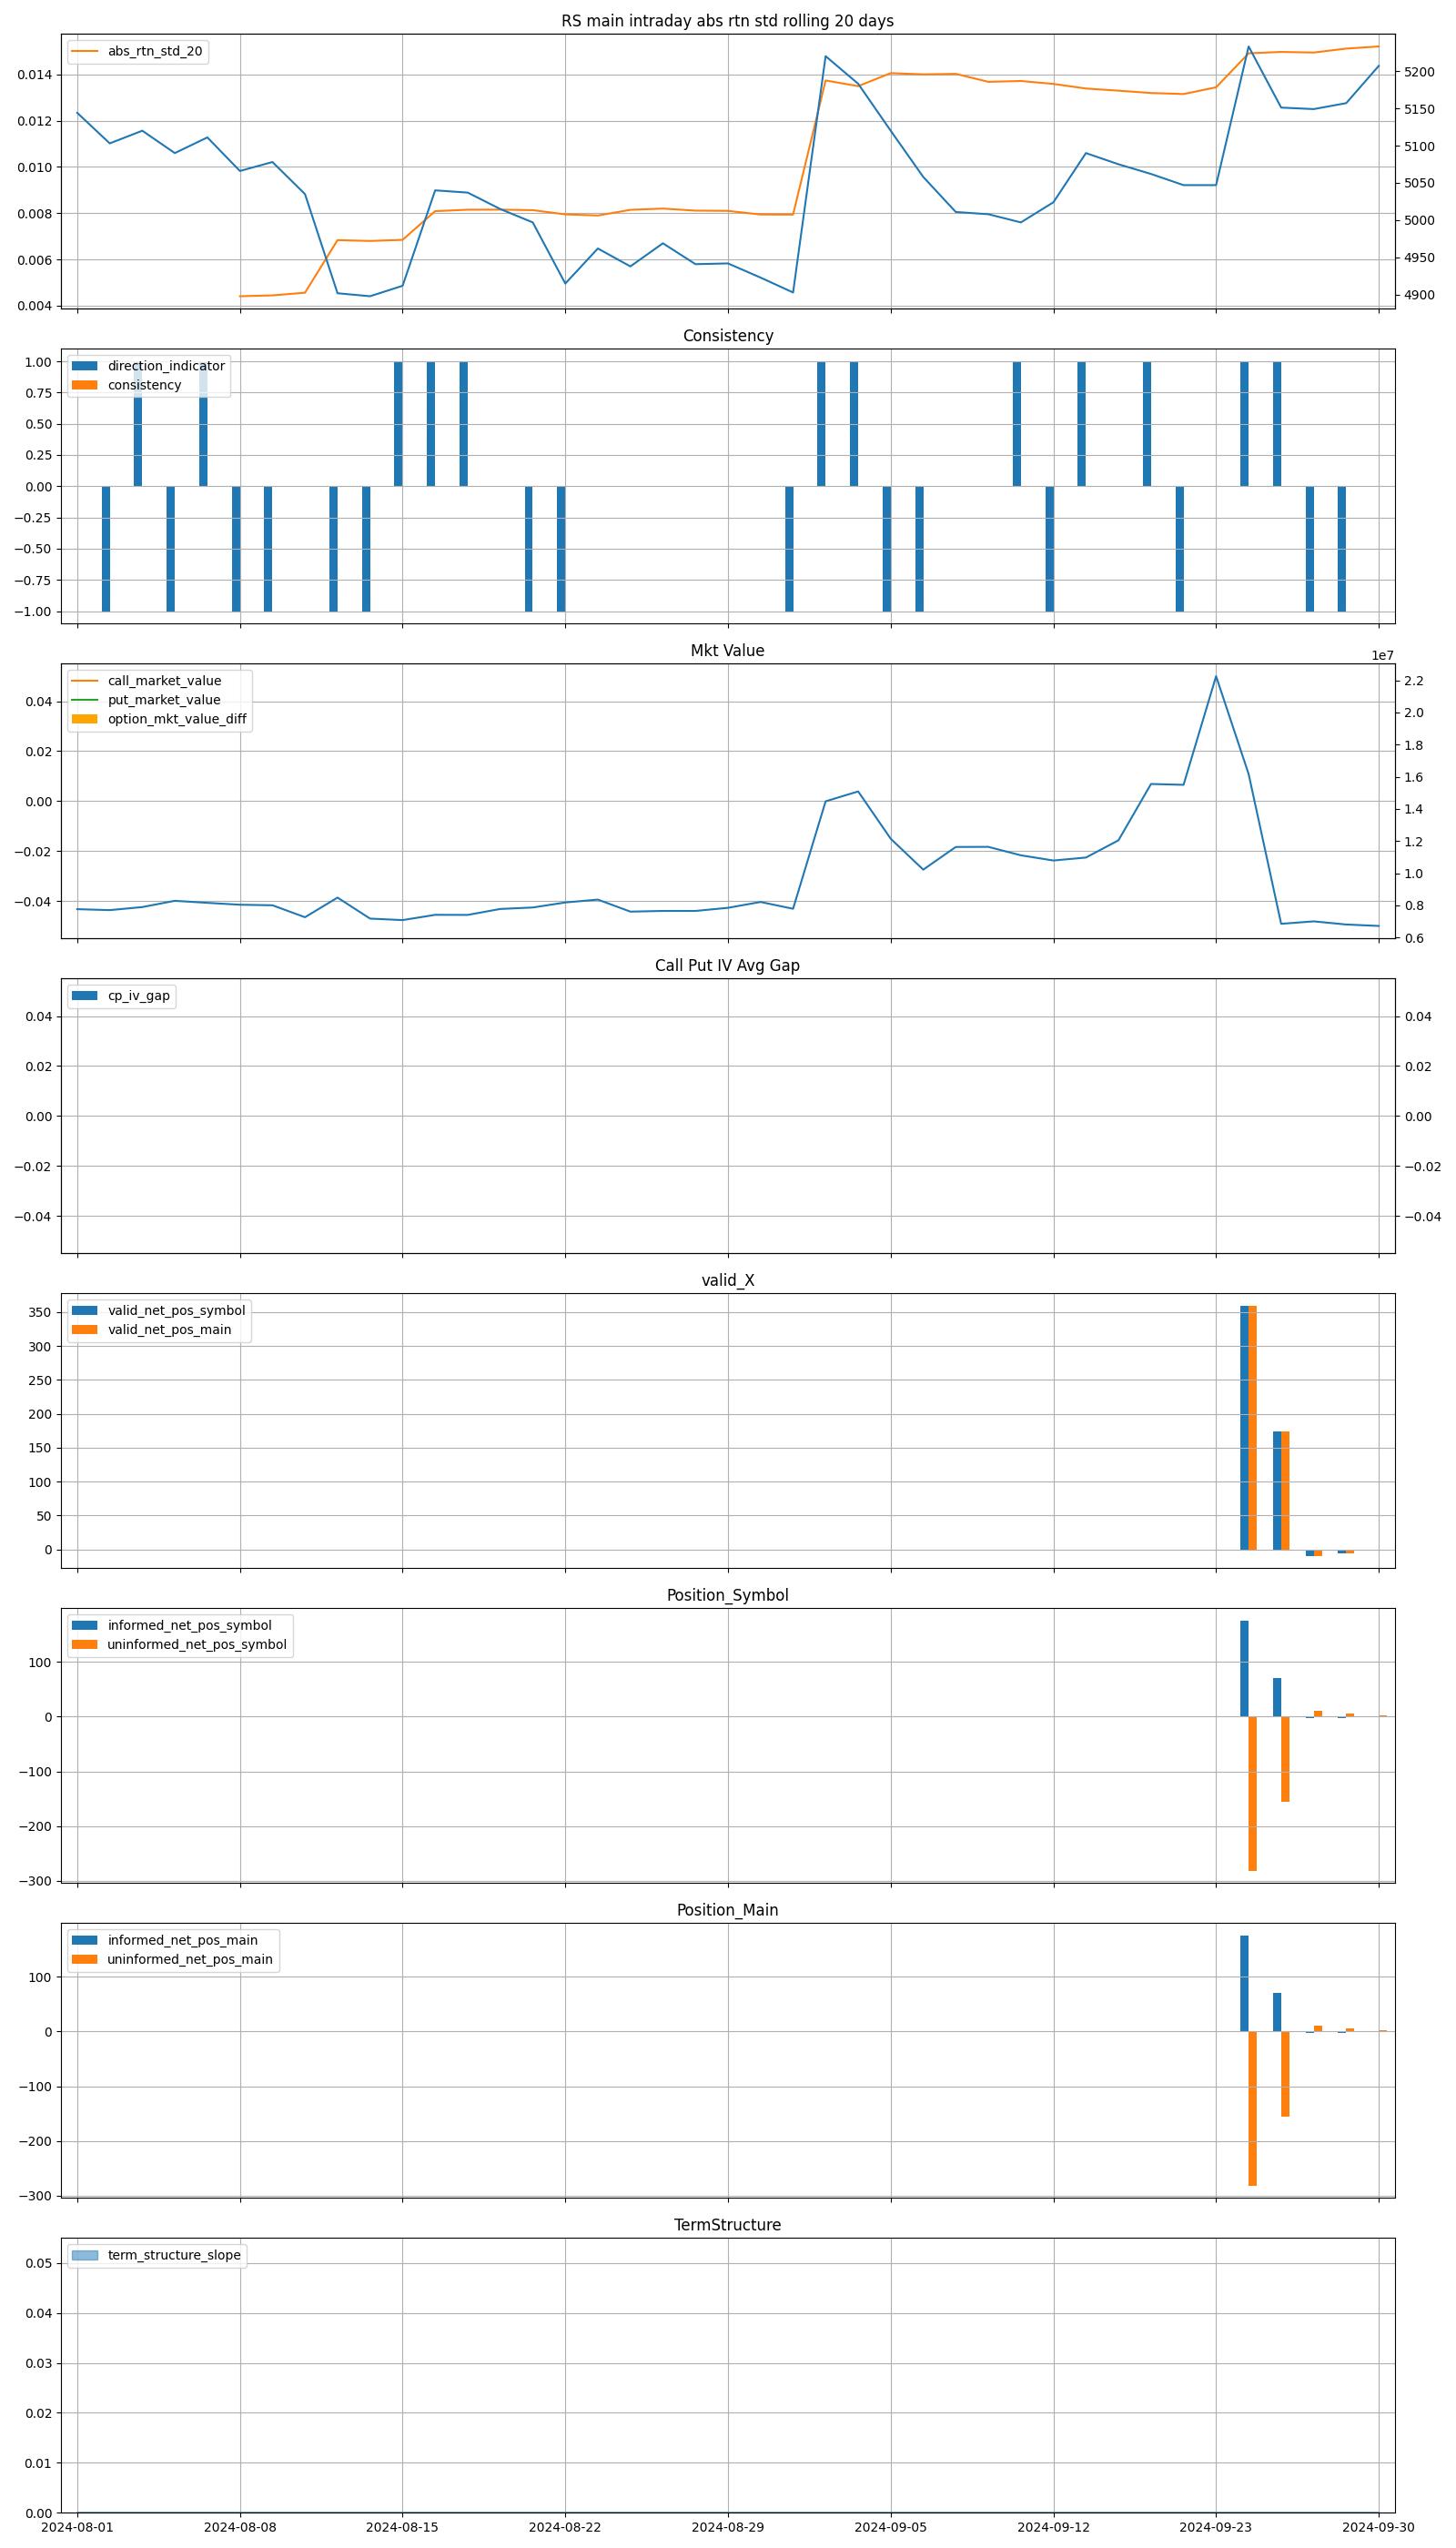 RS main intraday abs rtn std rolling 20 days
abs_rtn_std_20
0.014
0.012
0.010
0.008
0.006
0.004
5200
5150
5100
5050
5000
4950
4900
Consistency
direction_indicator
consistency
1.00
0.75
0.50
0.25
0.00
−0.25
−0.50
−0.75
−1.00
Mkt Value
1e7
call_market_value
put_market_value
option_mkt_value_diff
0.04
0.02
0.00
−0.02
−0.04
2.2
2.0
1.8
1.6
1.4
1.2
1.0
0.8
0.6
Call Put IV Avg Gap
cp_iv_gap
0.04
0.02
0.00
−0.02
−0.04
0.04
0.02
0.00
−0.02
−0.04
valid_X
valid_net_pos_symbol
valid_net_pos_main
350
300
250
200
150
100
50
0
Position_Symbol
informed_net_pos_symbol
uninformed_net_pos_symbol
100
0
−100
−200
−300
Position_Main
informed_net_pos_main
uninformed_net_pos_main
100
0
−100
−200
−300
TermStructure
term_structure_slope
0.05
0.04
0.03
0.02
0.01
0.00
2024-08-01 2024-08-08 2024-08-15 2024-08-22 2024-08-29 2024-09-05 2024-09-12 2024-09-23 2024-09-30